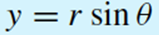 y = r sin θ